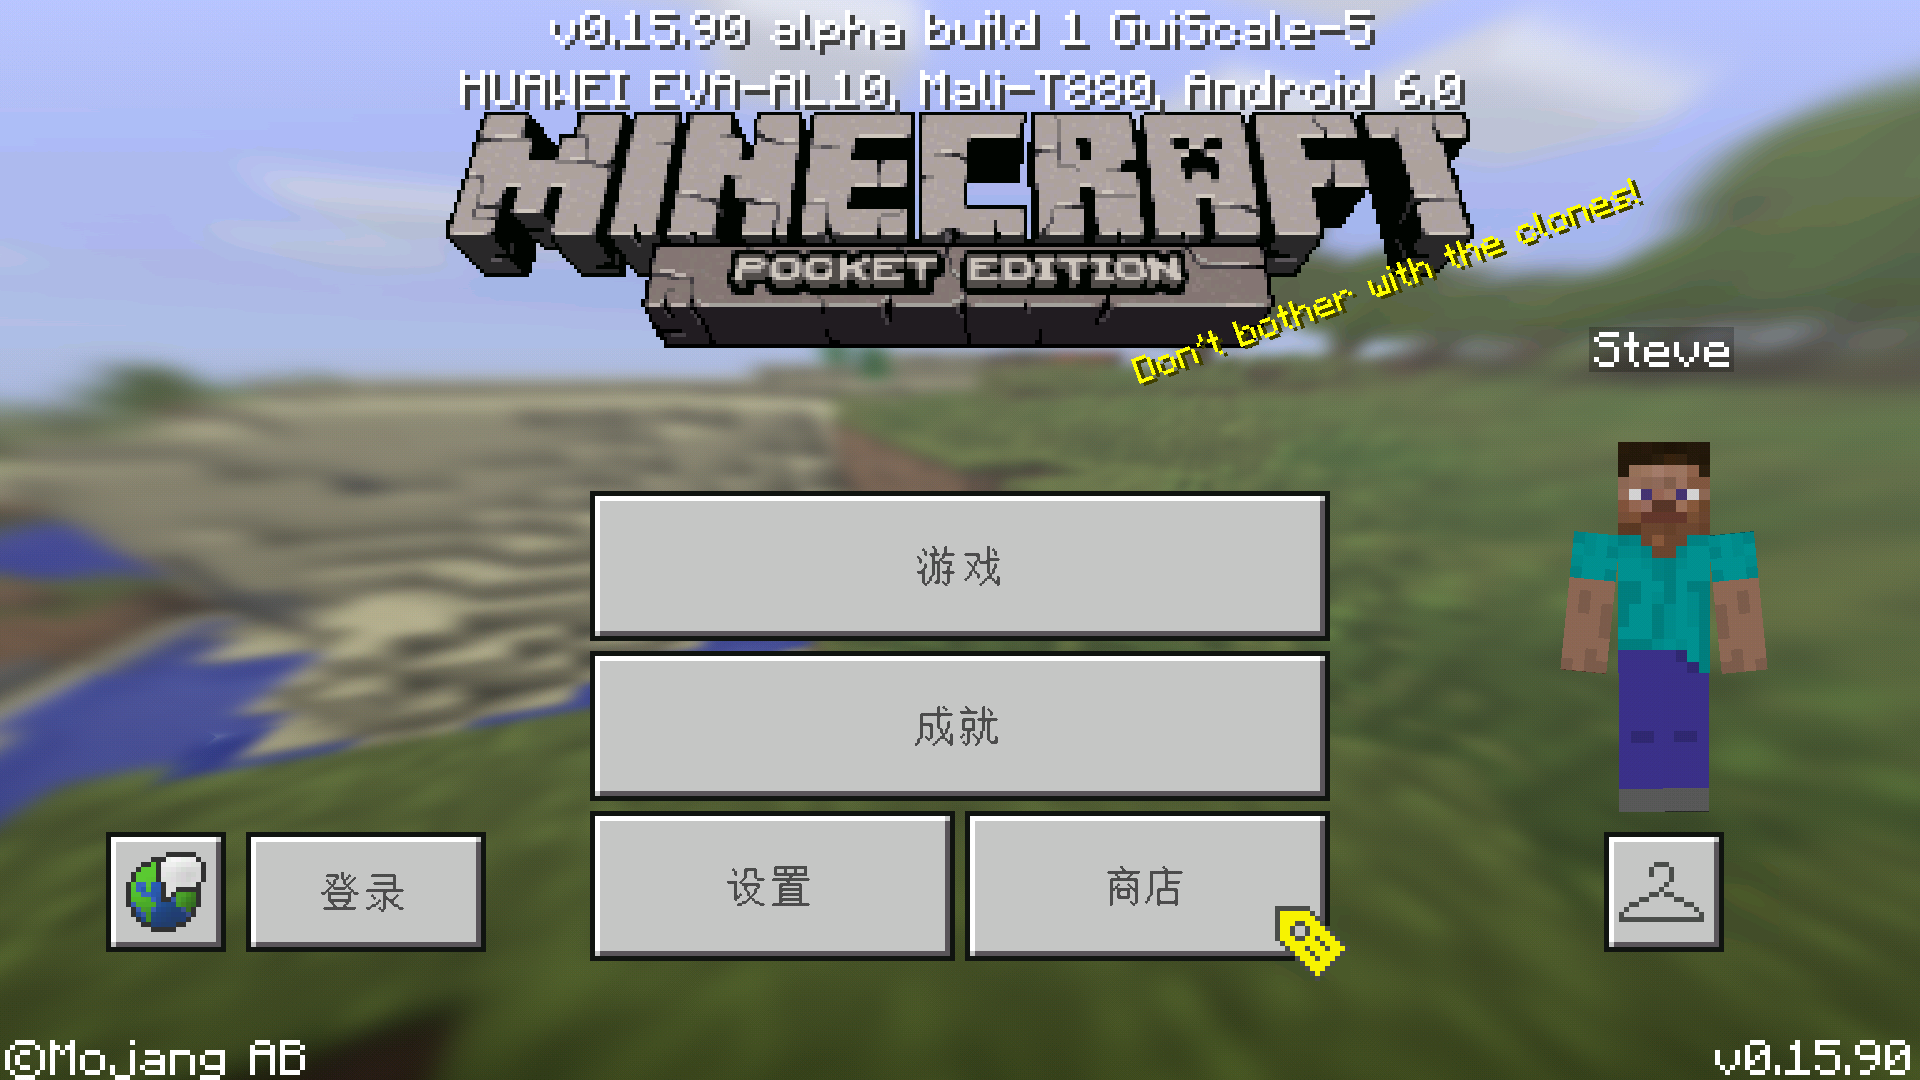 v0.15.90 alpha build 1 GuiScale-5
HUAWEI EVA-AL10, Mali-T880, Android 6.0
MINECRAFT
POCKET EDITION
Don't bother with the clones!
Steve
游戏
成就
登录
设置
商店
©Mojang AB
v0.15.90